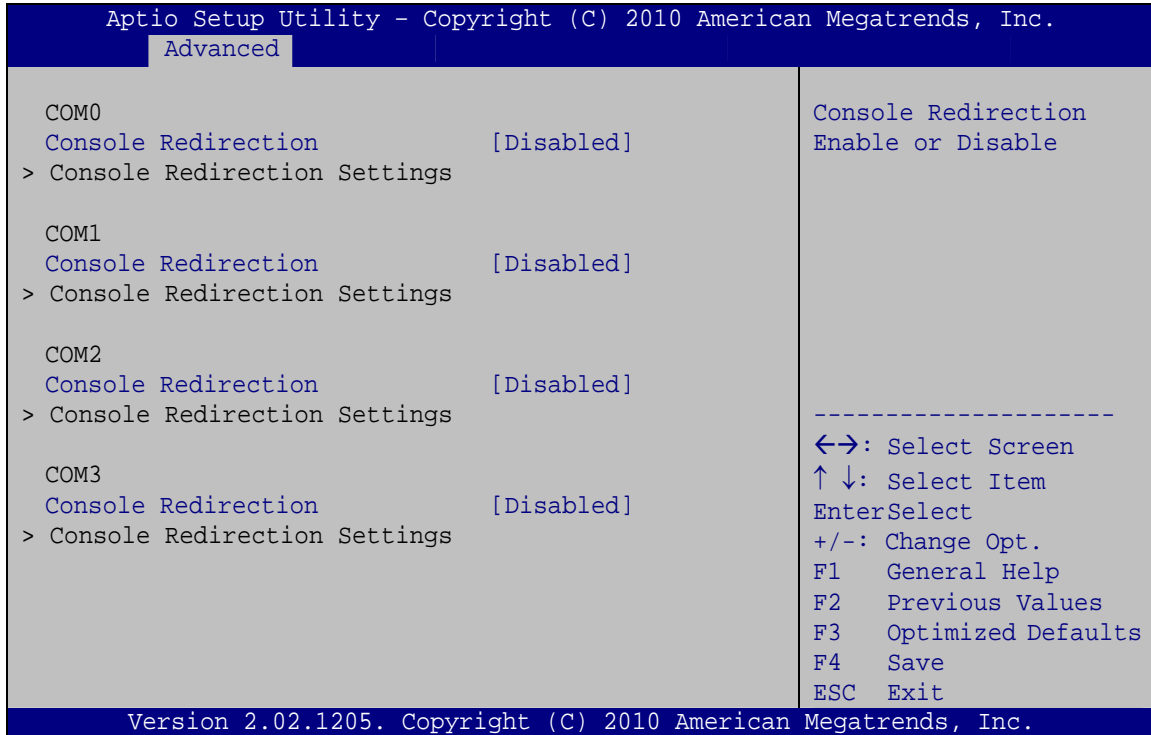 Aptio Setup Utility – Copyright (C) 2010 American Megatrends, Inc.
Advanced
COM0
Console Redirection [Disabled]
> Console Redirection Settings
COM1
Console Redirection [Disabled]
> Console Redirection Settings
COM2
Console Redirection [Disabled]
> Console Redirection Settings
COM3
Console Redirection [Disabled]
> Console Redirection Settings
Console Redirection
Enable or Disable
---------------------
←→: Select Screen
↑ ↓: Select Item
EnterSelect
+/-: Change Opt.
F1 General Help
F2 Previous Values
F3 Optimized Defaults
F4 Save
ESC Exit
Version 2.02.1205. Copyright (C) 2010 American Megatrends, Inc.